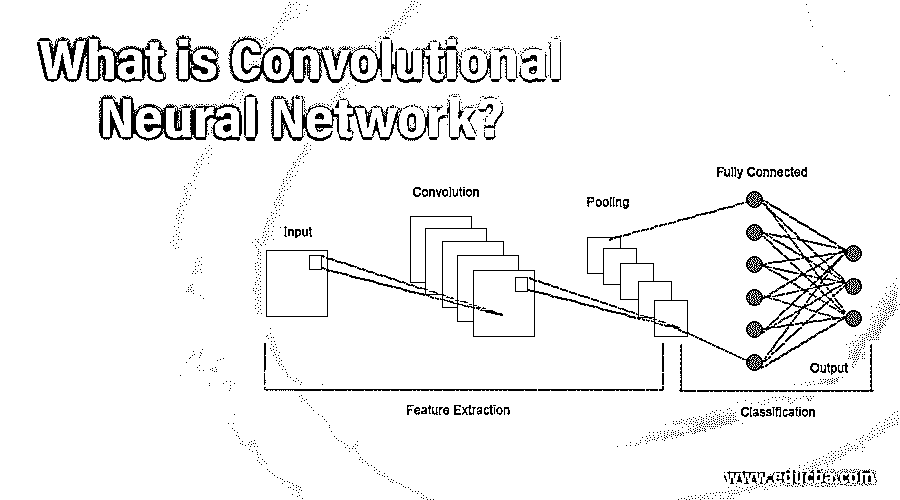 What is Convolutional
Neural Network?
Fully Connected
Convolution
Pooling
Input
Output
Feature Extraction
Classification
www.educba.com